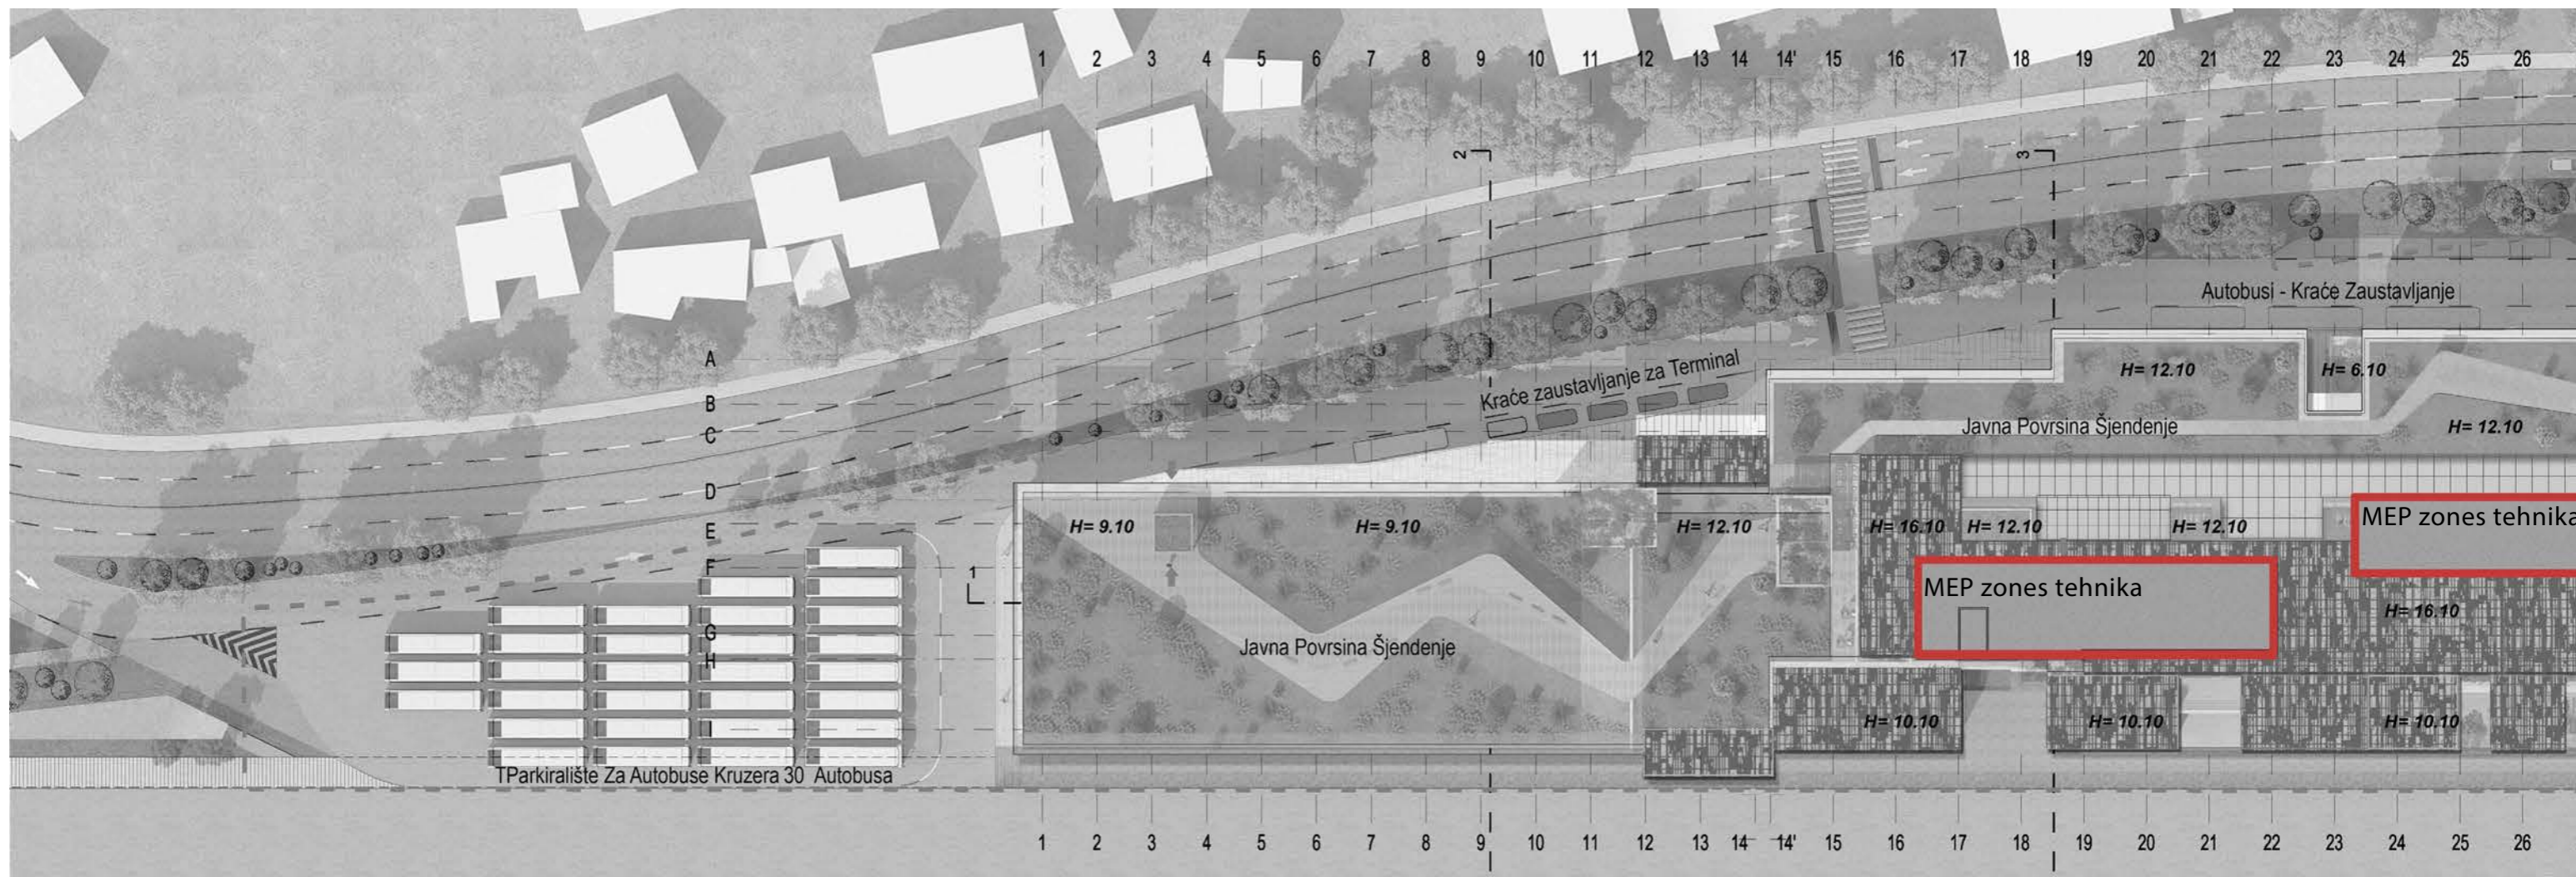 1 2 3 4 5 6 7 8 9 10 11 12 13 14 14' 15 16 17 18 19 20 21 22 23 24 25 26
2
3
Autobusi - Kraće Zaustavljanje
A
Kraće zaustavljanje za Terminal
H= 12.10
H= 6.10
B
C
Javna Povrsina Šjendenje
H= 12.10
D
E
H= 9.10
H= 9.10
H= 12.10
H= 16.10
H= 12.10
H= 12.10
MEP zones tehnika
F
1
MEP zones tehnika
H= 16.10
G
Javna Povrsina Šjendenje
H
H= 10.10
H= 10.10
H= 10.10
I
TParkiralište Za Autobuse Kruzera 30 Autobusa
1 2 3 4 5 6 7 8 9 10 11 12 13 14 14' 15 16 17 18 19 20 21 22 23 24 25 26